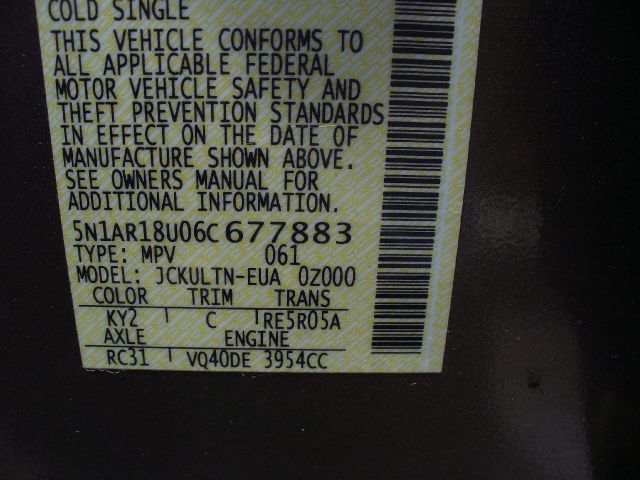 COLD SINGLE
THIS VEHICLE CONFORMS TO
ALL APPLICABLE FEDERAL
MOTOR VEHICLE SAFETY AND
THEFT PREVENTION STANDARDS
IN EFFECT ON THE DATE OF
MANUFACTURE SHOWN ABOVE.
SEE OWNERS MANUAL FOR
ADDITIONAL INFORMATION.
5N1AR18U06C677883
TYPE: MPV 061
MODEL: JCKULTN-EUA 0Z000
COLOR TRIM TRANS
KY2 C RE5R05A
AXLE ENGINE
RC31 VQ40DE 3954CC